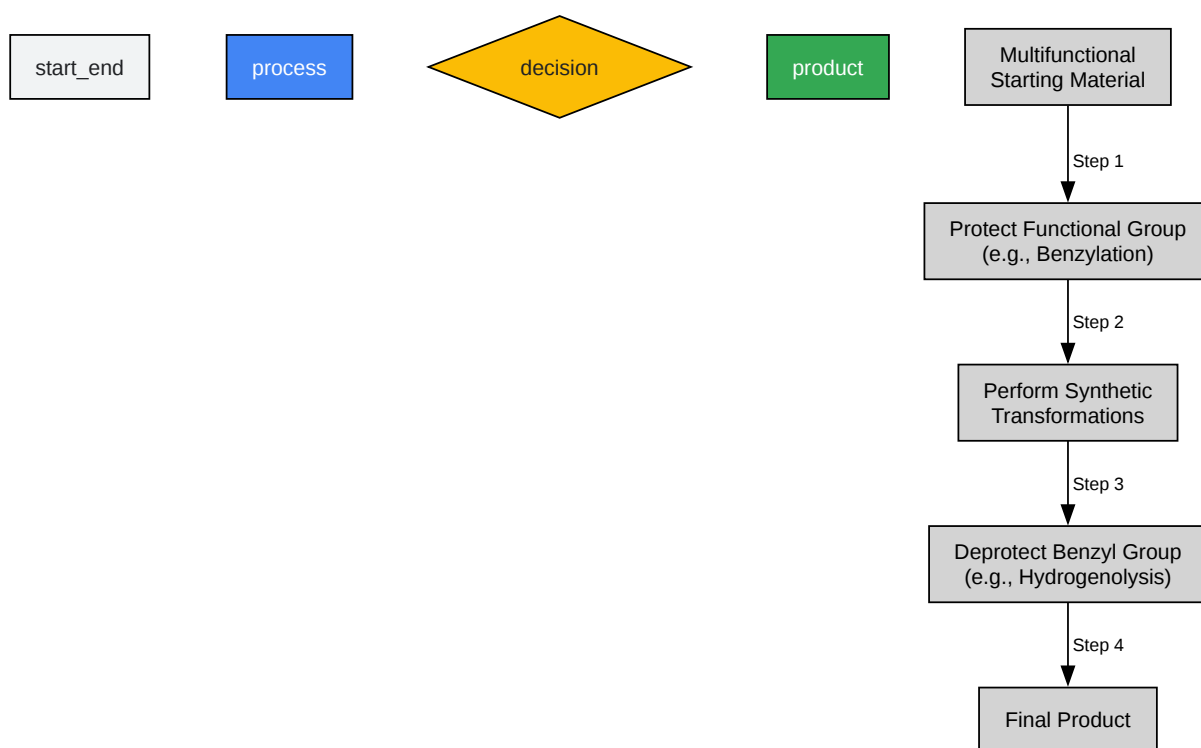 start_end
process
decision
product
Multifunctional
Starting Material
Step 1
Protect Functional Group
(e.g., Benzylation)
Step 2
Perform Synthetic
Transformations
Step 3
Deprotect Benzyl Group
(e.g., Hydrogenolysis)
Step 4
Final Product